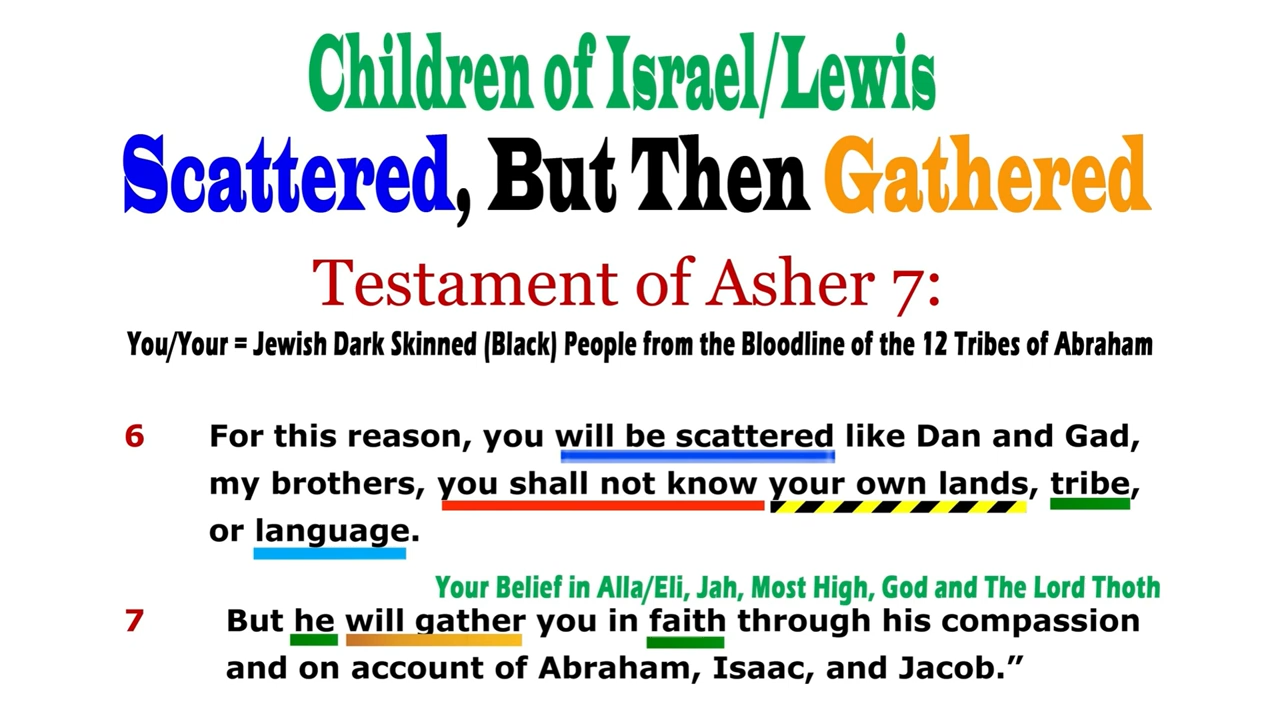 Children of Israel/Lewis
Scattered, But Then Gathered
Testament of Asher 7:
You/Your = Jewish Dark Skinned (Black) People from the Bloodline of the 12 Tribes of Abraham
6 For this reason, you will be scattered like Dan and Gad,
my brothers, you shall not know your own lands, tribe,
or language.
Your Belief in Alla/Eli, Jah, Most High, God and The Lord Thoth
7 But he will gather you in faith through his compassion
and on account of Abraham, Isaac, and Jacob.”